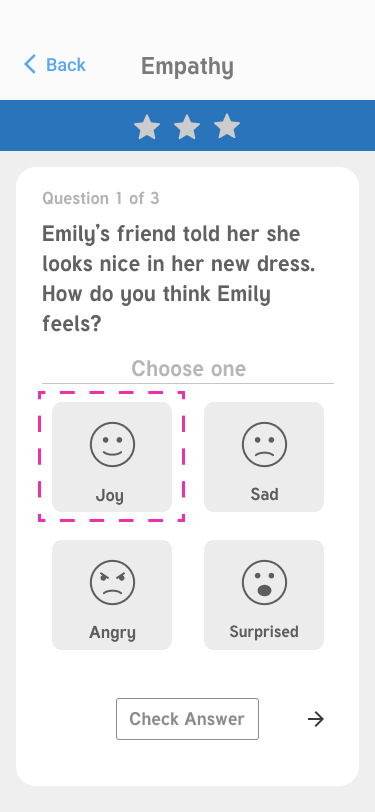 Back
Empathy
Question 1 of 3
Emily's friend told her she
looks nice in her new dress.
How do you think Emily
feels?
Choose one
Joy
Sad
Angry
Surprised
Check Answer